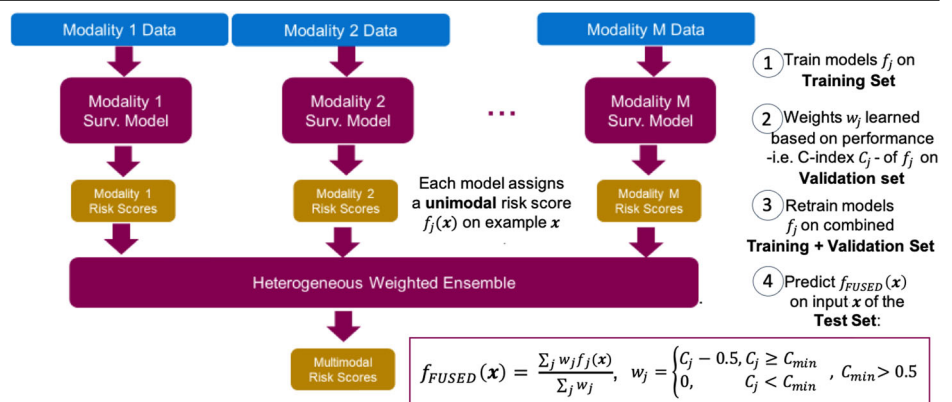 Modality 1 Data
Modality 2 Data
Modality M Data
Modality 1
Surv. Model
Modality 2
Surv. Model
...
Modality M
Surv. Model
Modality 1
Risk Scores
Modality 2
Risk Scores
Each model assigns
a unimodal risk score
f_j(x) on example x
Modality M
Risk Scores
Heterogeneous Weighted Ensemble
.
Multimodal
Risk Scores
1 Train models f_j on
Training Set
2 Weights w_j learned
based on performance
-i.e. C-index C_j - of f_j on
Validation set
3 Retrain models
f_j on combined
Training + Validation Set
4 Predict f_FUSED(x)
on input x of the
Test Set:
f_FUSED(x) = ∑_j w_j f_j(x) / ∑_j w_j, w_j = { C_j − 0.5, C_j ≥ C_min
0, C_j < C_min , C_min > 0.5